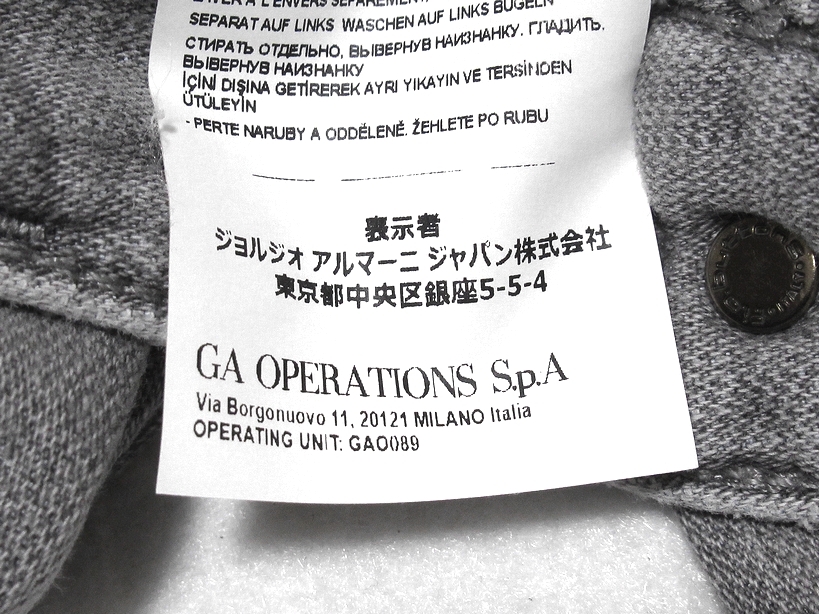 SEPARAT AUF LINKS WASCHEN AUF LINKS BÜGELN
СТИРАТЬ ОТДЕЛЬНО, ВЫВЕРНУВ НАИЗНАНКУ. ГЛАДИТЬ,
ВЫВЕРНУВ НАИЗНАНКУ
İÇİNİ DIŞINA GETİREREK AYRI YIKAYIN VE TERSİNDEN
ÜTÜLEYİN
- PERTE NARUBY A ODDĚLENĚ. ŽEHLETE PO RUBU
表示者
ジョルジオ アルマーニ ジャパン株式会社
東京都中央区銀座5-5-4
GA OPERATIONS S.p.A
Via Borgonuovo 11, 20121 MILANO Italia
OPERATING UNIT: GAO089